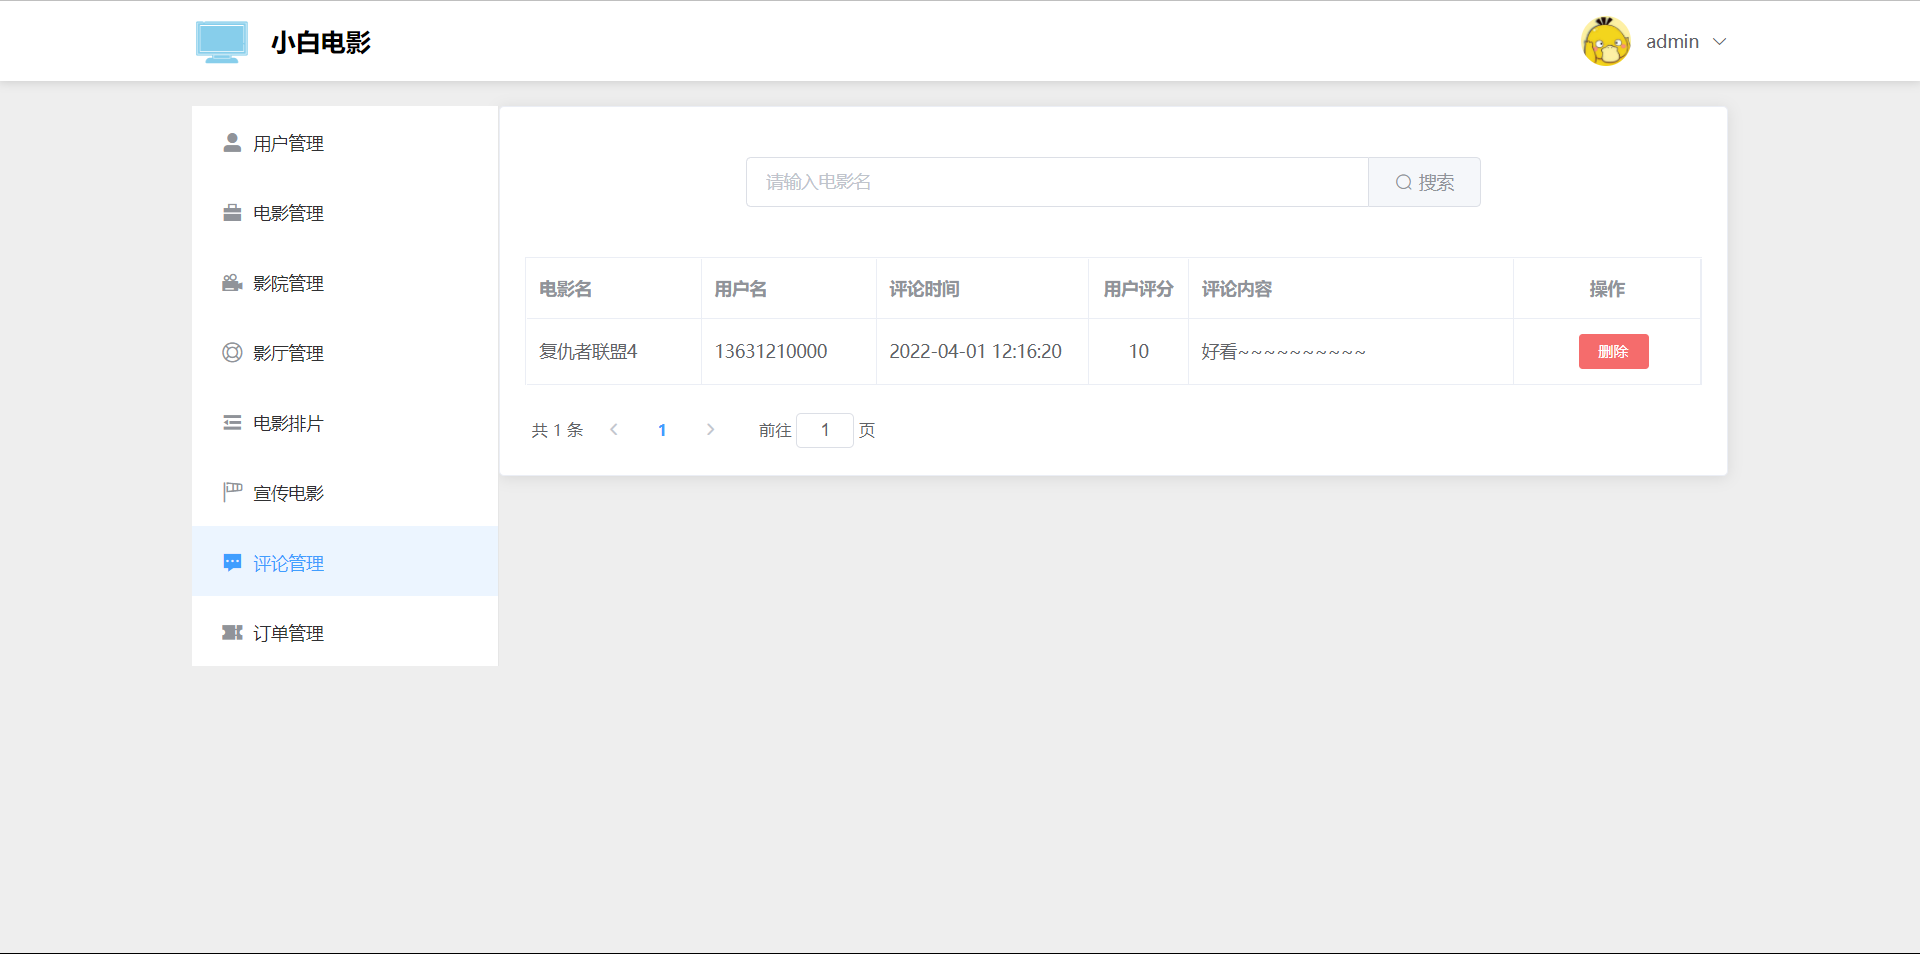 小白电影
admin
用户管理
电影管理
影院管理
影厅管理
电影排片
宣传电影
评论管理
订单管理
请输入电影名 搜索
电影名 用户名 评论时间 用户评分 评论内容 操作
复仇者联盟4 13631210000 2022-04-01 12:16:20 10 好看~~~~~~~~~~ 删除
共 1 条 1 前往 1 页